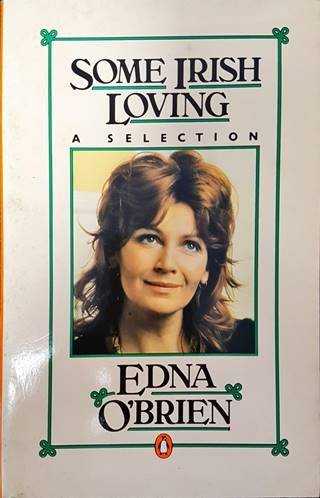 SOME IRISH
LOVING
A SELECTION
EDNA
O'BRIEN